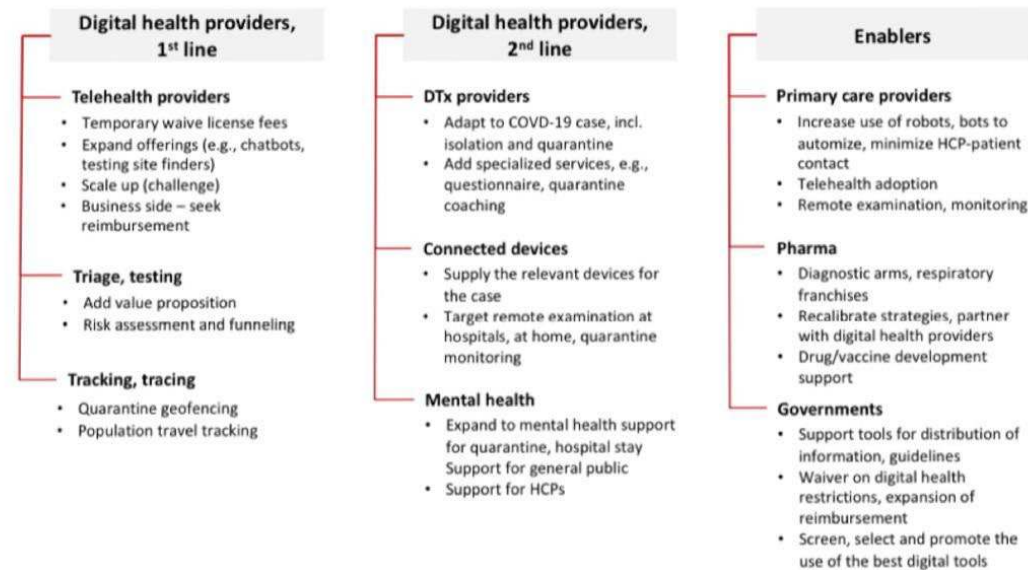 Digital health providers,
1st line
Telehealth providers
• Temporary waive license fees
• Expand offerings (e.g., chatbots,
testing site finders)
• Scale up (challenge)
• Business side – seek
reimbursement
Triage, testing
• Add value proposition
• Risk assessment and funneling
Tracking, tracing
• Quarantine geofencing
• Population travel tracking
Digital health providers,
2nd line
DTx providers
• Adapt to COVD-19 case, incl.
isolation and quarantine
• Add specialized services, e.g.,
questionnaire, quarantine
coaching
Connected devices
• Supply the relevant devices for
the case
• Target remote examination at
hospitals, at home, quarantine
monitoring
Mental health
• Expand to mental health support
for quarantine, hospital stay
Support for general public
• Support for HCPs
Enablers
Primary care providers
• Increase use of robots, bots to
automize, minimize HCP-patient
contact
• Telehealth adoption
• Remote examination, monitoring
Pharma
• Diagnostic arms, respiratory
franchises
• Recalibrate strategies, partner
with digital health providers
• Drug/vaccine development
support
Governments
• Support tools for distribution of
information, guidelines
• Waiver on digital health
restrictions, expansion of
reimbursement
• Screen, select and promote the
use of the best digital tools